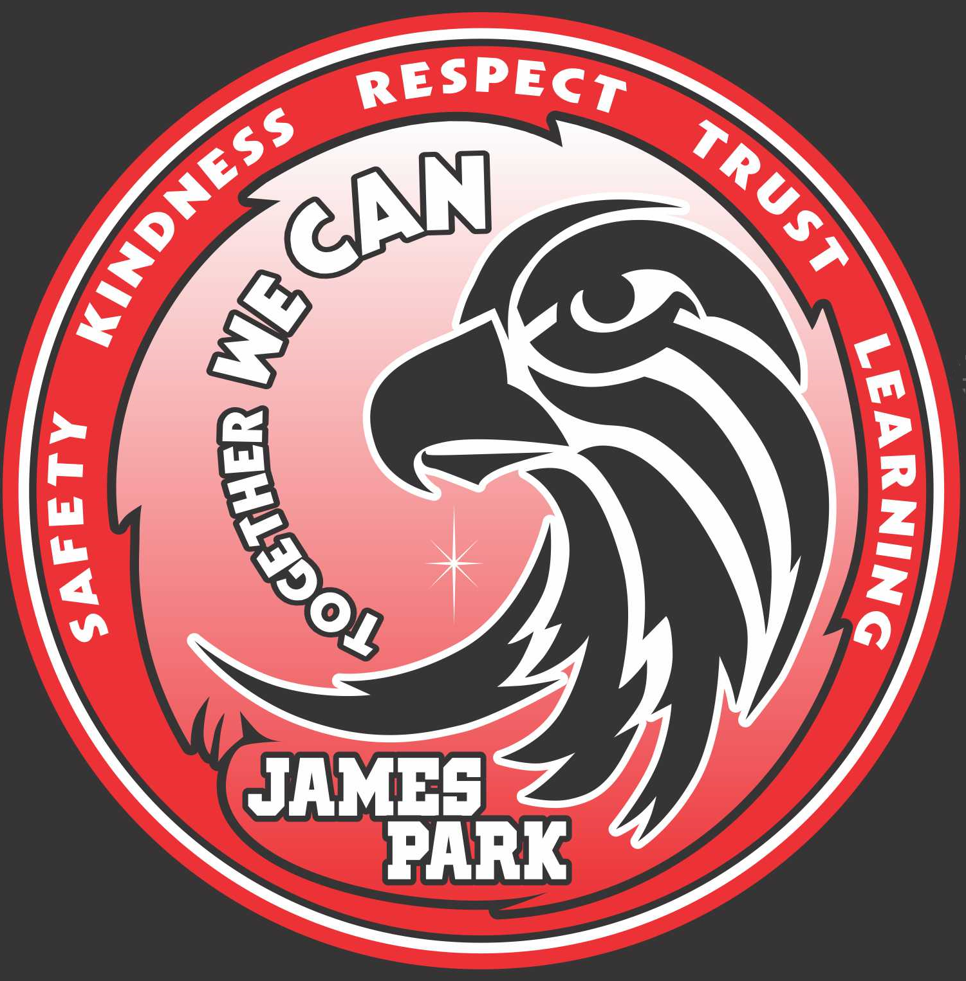 SAFETY KINDNESS RESPECT TRUST LEARNING
TOGETHER WE CAN
JAMES
PARK